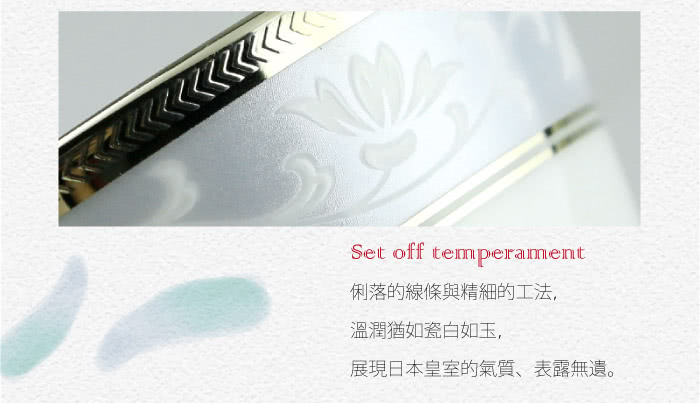 Set off temperament
俐落的線條與精細的工法,
溫潤猶如瓷白如玉,
展現日本皇室的氣質、表露無遺。